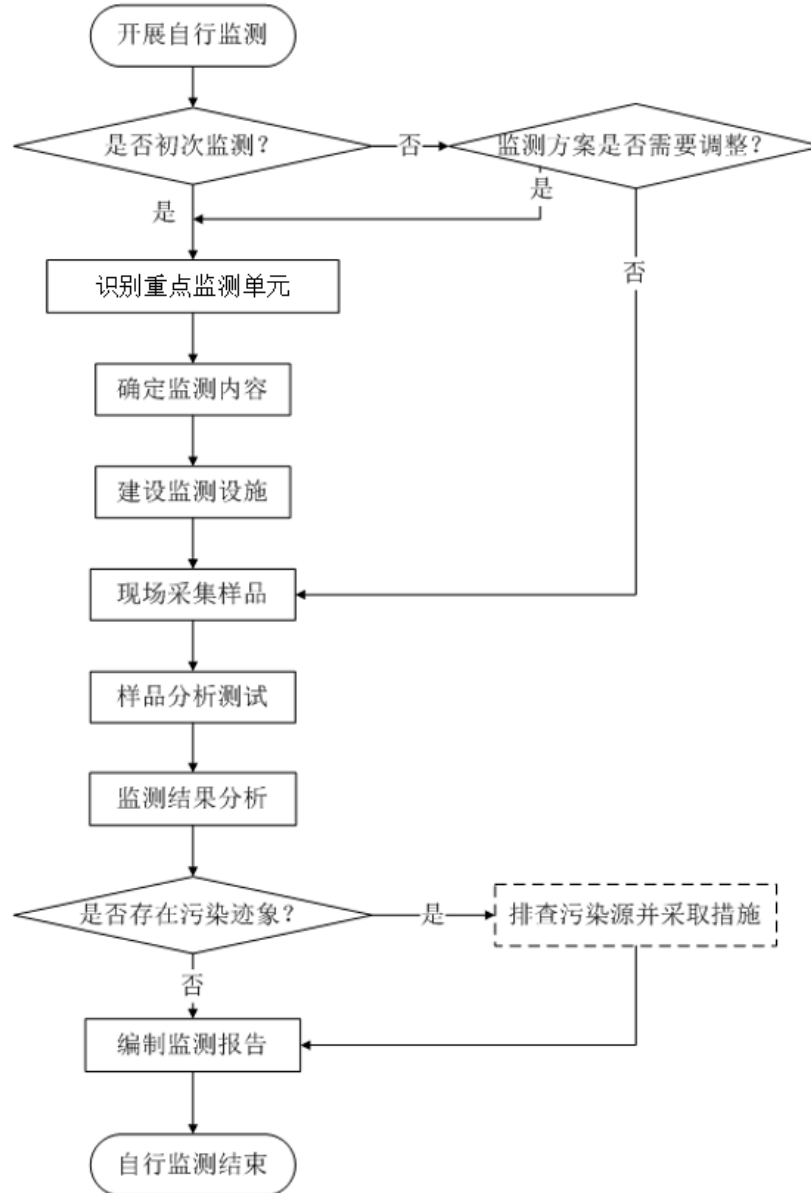 开展自行监测
是否初次监测？
否
监测方案是否需要调整？
是
是
否
识别重点监测单元
确定监测内容
建设监测设施
现场采集样品
样品分析测试
监测结果分析
是否存在污染迹象？
是
排查污染源并采取措施
否
编制监测报告
自行监测结束